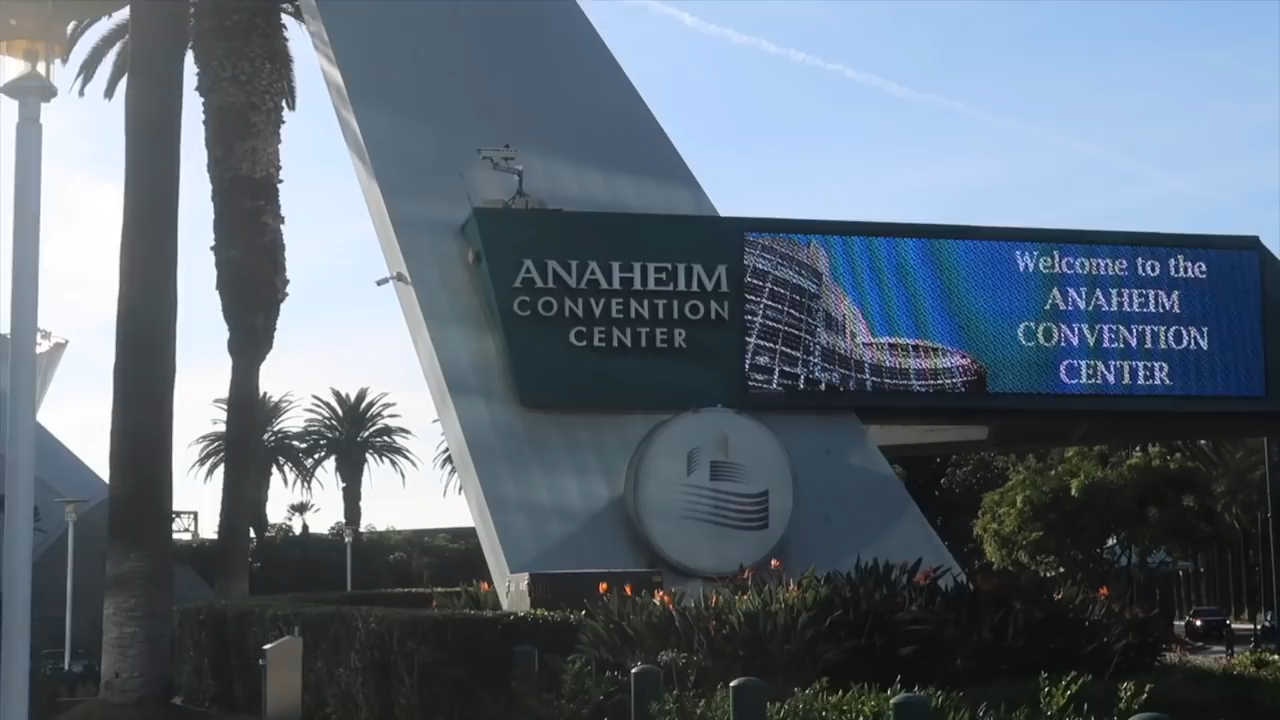 ANAHEIM
CONVENTION
CENTER
Welcome to the
ANAHEIM
CONVENTION
CENTER